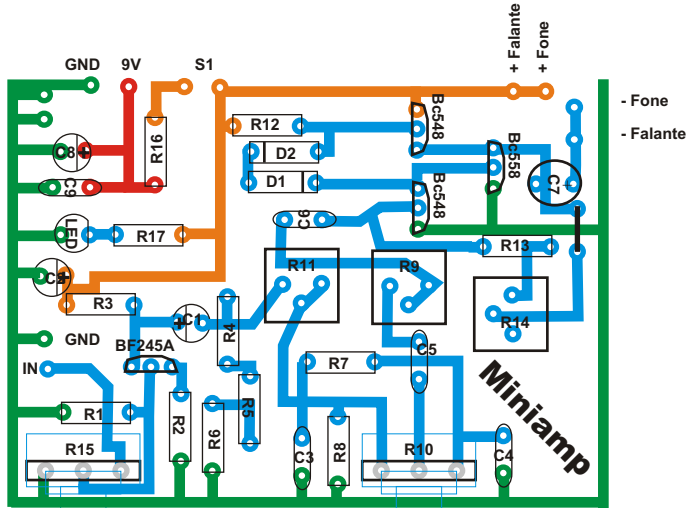 GND 9V S1
+ Falante
+ Fone
- Fone
- Falante
C8
C9
R16
R12
D2
D1
Bc548
Bc558
Bc548
C7
LED
R17
C9
R13
C2
R11
R9
R3
C1
R4
R14
GND
BF245A
IN
R7
C5
R1
R2
R6
R5
Miniamp
R15
C3
R8
R10
C4